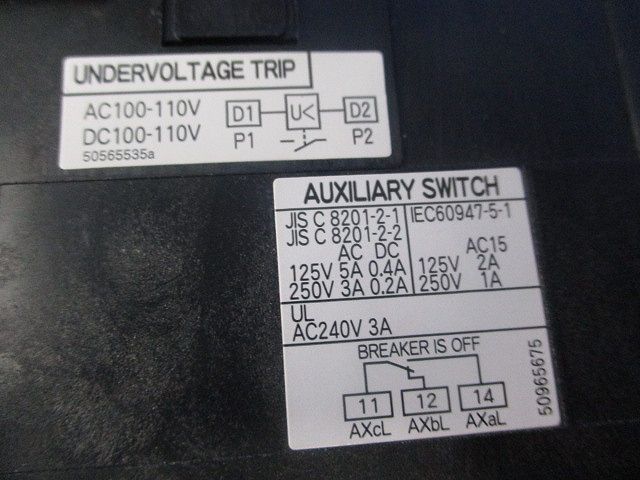 UNDERVOLTAGE TRIP
AC100-110V
DC100-110V
50565535a
D1 U< D2
P1 P2
AUXILIARY SWITCH
JIS C 8201-2-1 IEC60947-5-1
JIS C 8201-2-2
AC DC AC15
125V 5A 0.4A 125V 2A
250V 3A 0.2A 250V 1A
UL
AC240V 3A
BREAKER IS OFF
11 12 14
AXcL AXbL AXaL
50965675